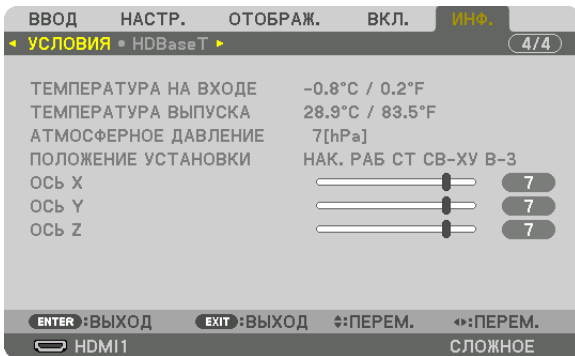 ВВОД НАСТР. ОТОБРАЖ. ВКЛ. ИНФ.
УСЛОВИЯ • HDBaseT 4/4
ТЕМПЕРАТУРА НА ВХОДЕ -0.8°C / 0.2°F
ТЕМПЕРАТУРА ВЫПУСКА 28.9°C / 83.5°F
АТМОСФЕРНОЕ ДАВЛЕНИЕ 7[hPa]
ПОЛОЖЕНИЕ УСТАНОВКИ НАК. РАБ СТ СВ-ХУ В-3
ОСЬ X 7
ОСЬ Y 7
ОСЬ Z 7
ENTER :ВЫХОД EXIT :ВЫХОД :ПЕРЕМ. :ПЕРЕМ.
HDMI1 СЛОЖНОЕ